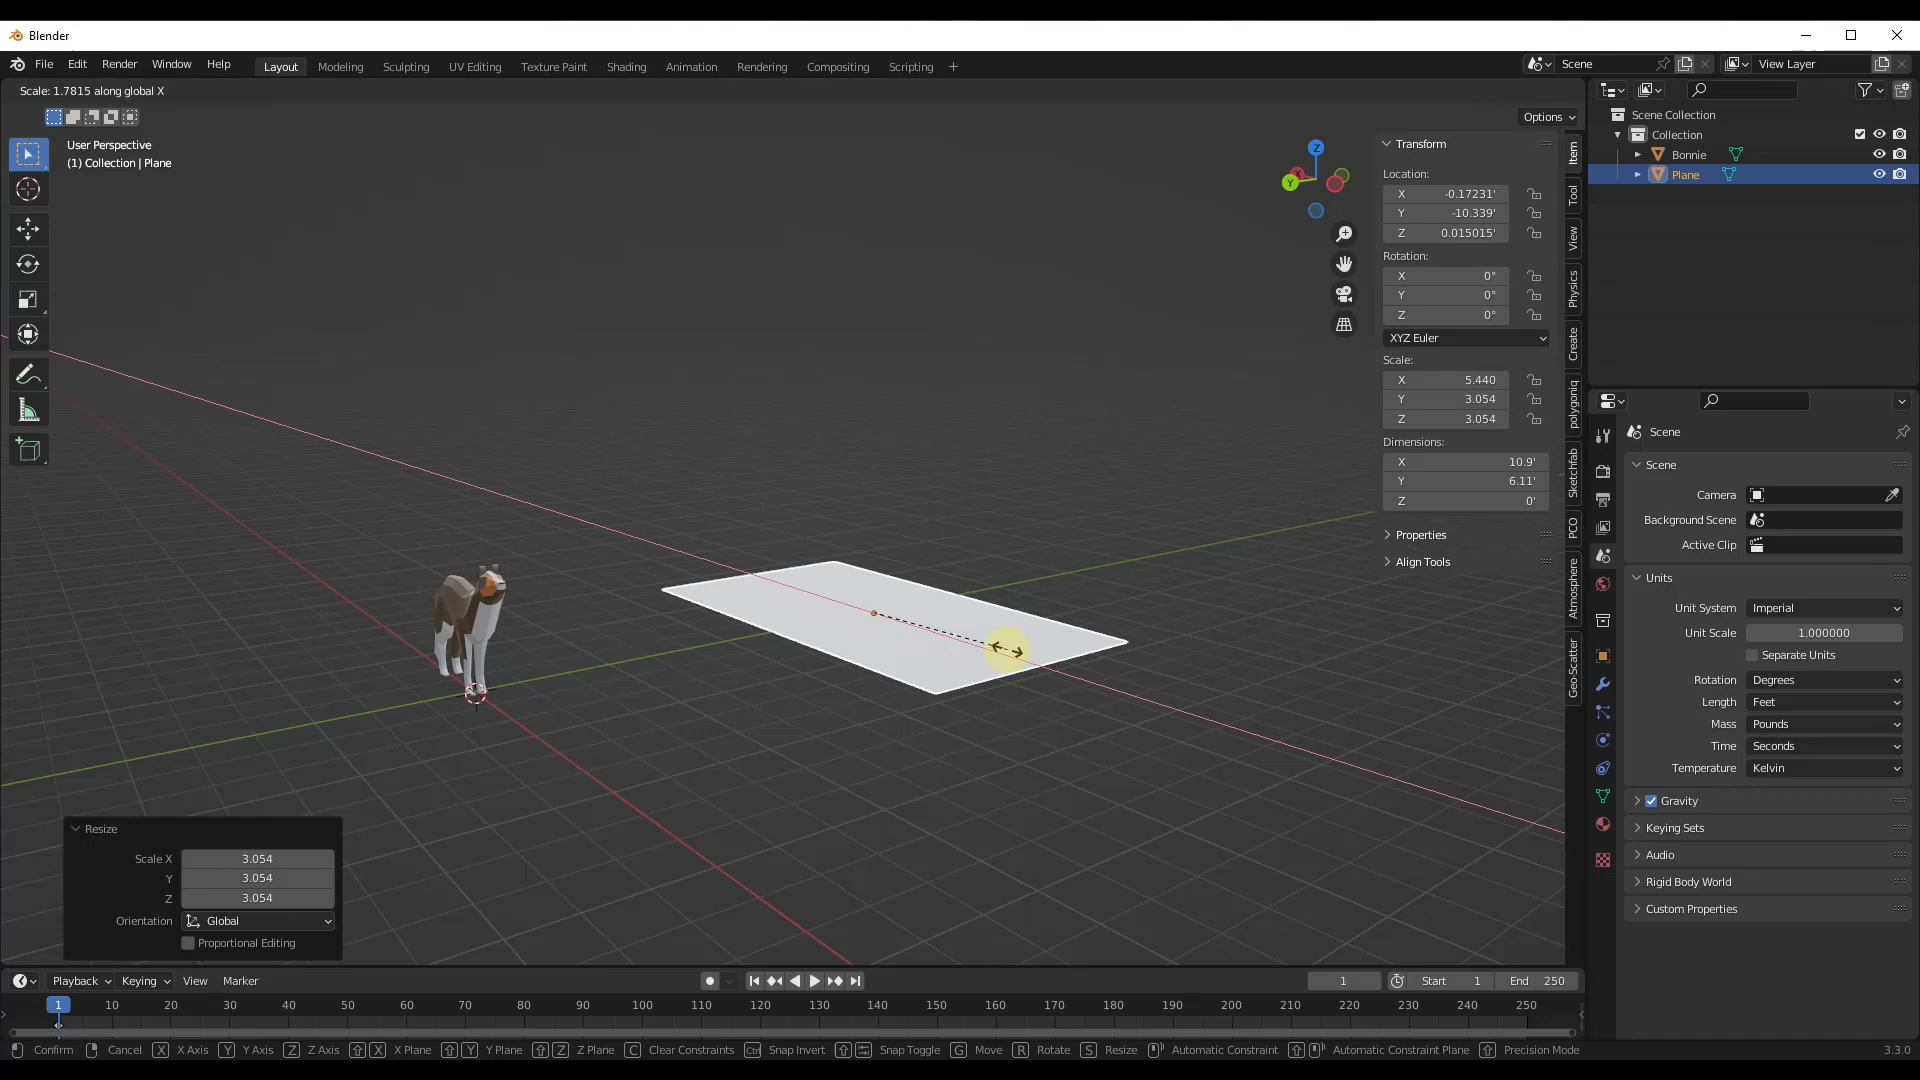 Blender
File Edit Render Window Help
Layout Modeling Sculpting UV Editing Texture Paint Shading Animation Rendering Compositing Scripting
Scene
View Layer
Scale: 1.7815 along global X
Options
User Perspective
(1) Collection | Plane
Z
X
Y
Transform
Location:
X -0.17231'
Y -10.339'
Z 0.015015'
Rotation:
X 0°
Y 0°
Z 0°
XYZ Euler
Scale:
X 5.440
Y 3.054
Z 3.054
Dimensions:
X 10.9'
Y 6.11'
Z 0'
Properties
Align Tools
Item
Tool
View
Physics
Create
polygoniq
Sketchfab
PCO
Atmosphere
Geo-Scatter
Scene Collection
Collection
Bonnie
Plane
Scene
Scene
Camera
Background Scene
Active Clip
Units
Unit System Imperial
Unit Scale 1.000000
Separate Units
Rotation Degrees
Length Feet
Mass Pounds
Time Seconds
Temperature Kelvin
Gravity
Keying Sets
Audio
Rigid Body World
Custom Properties
Resize
Scale X 3.054
Y 3.054
Z 3.054
Orientation Global
Proportional Editing
Playback Keying View Marker
1 Start 1 End 250
1 10 20 30 40 50 60 70 80 90 100 110 120 130 140 150 160 170 180 190 200 210 220 230 240 250
Confirm Cancel X X Axis Y Y Axis Z Z Axis X X Plane Y Y Plane Z Z Plane C Clear Constraints Ctrl Snap Invert Snap Toggle G Move R Rotate S Resize Automatic Constraint Automatic Constraint Plane Precision Mode 3.3.0